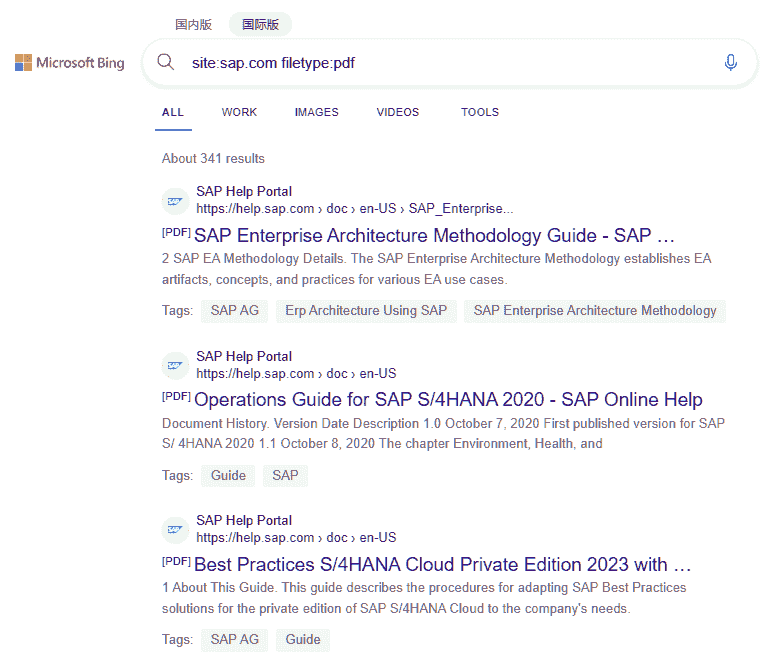 国内版 国际版
Microsoft Bing
site:sap.com filetype:pdf
ALL WORK IMAGES VIDEOS TOOLS
About 341 results
SAP Help Portal
https://help.sap.com › doc › en-US › SAP_Enterprise...
[PDF] SAP Enterprise Architecture Methodology Guide - SAP …
2 SAP EA Methodology Details. The SAP Enterprise Architecture Methodology establishes EA
artifacts, concepts, and practices for various EA use cases.
Tags: SAP AG Erp Architecture Using SAP SAP Enterprise Architecture Methodology
SAP Help Portal
https://help.sap.com › doc › en-US
[PDF] Operations Guide for SAP S/4HANA 2020 - SAP Online Help
Document History. Version Date Description 1.0 October 7, 2020 First published version for SAP
S/ 4HANA 2020 1.1 October 8, 2020 The chapter Environment, Health, and
Tags: Guide SAP
SAP Help Portal
https://help.sap.com › doc › en-US
[PDF] Best Practices S/4HANA Cloud Private Edition 2023 with …
1 About This Guide. This guide describes the procedures for adapting SAP Best Practices
solutions for the private edition of SAP S/4HANA Cloud to the company's needs.
Tags: SAP AG Guide